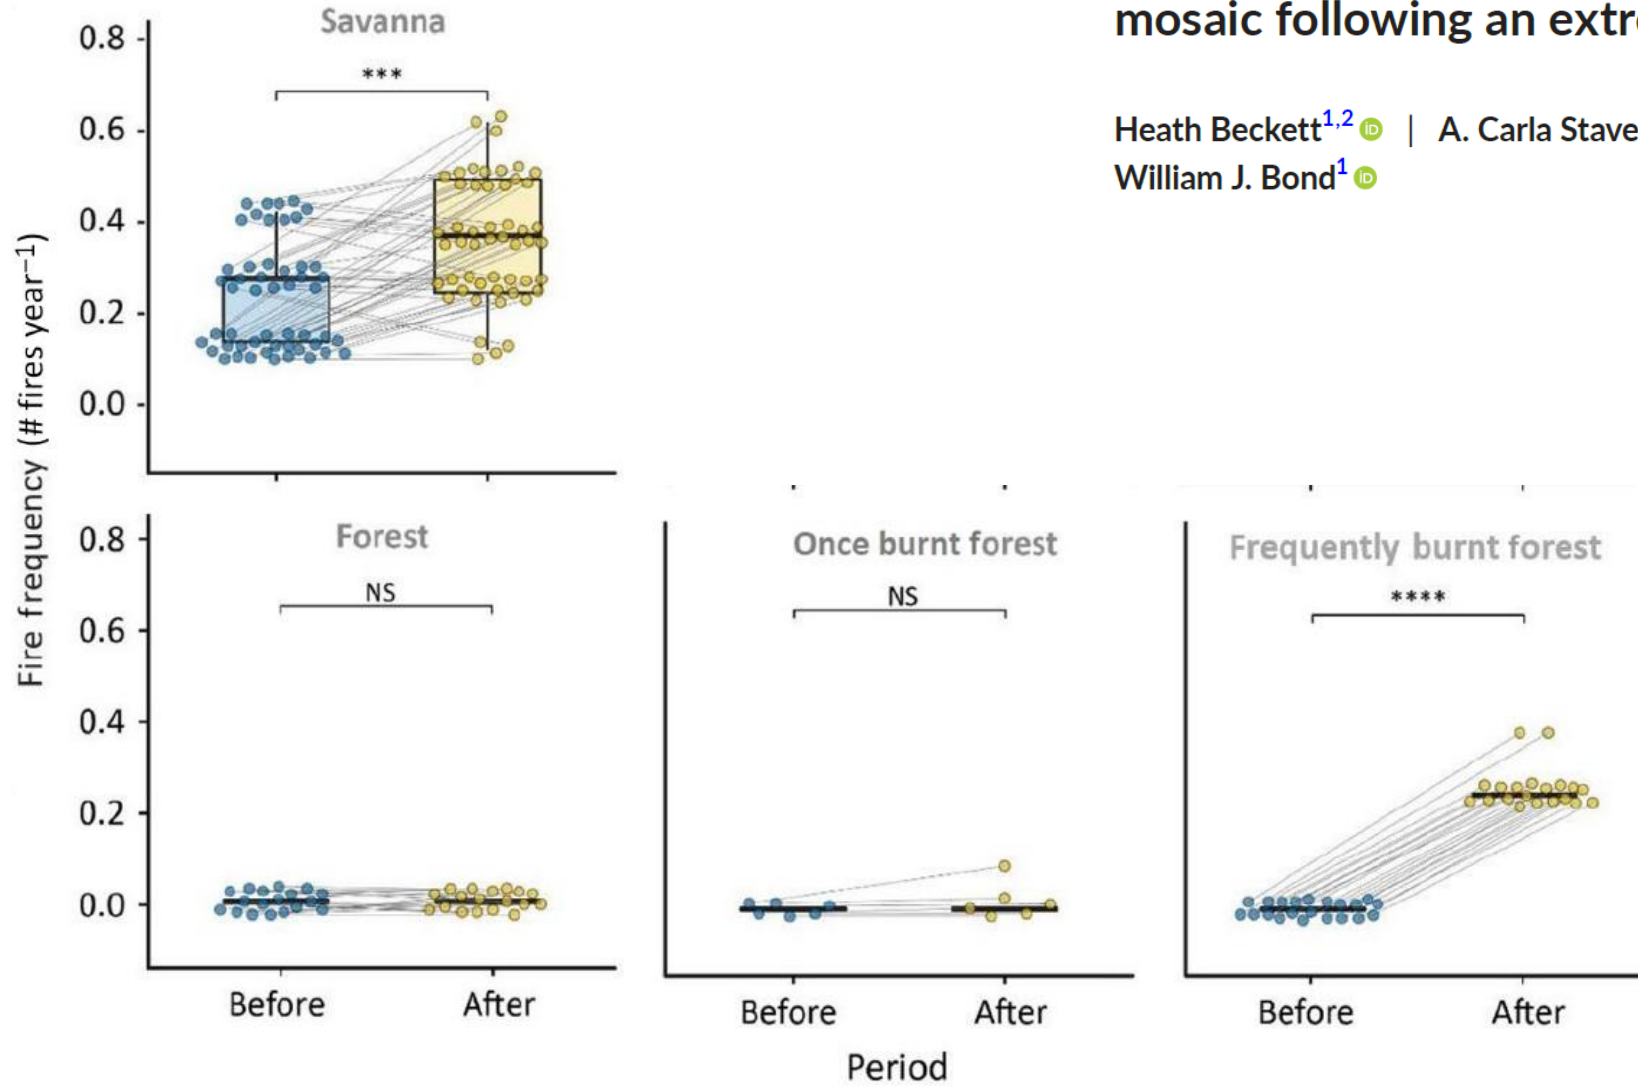 mosaic following an extr
Heath Beckett1,2 iD | A. Carla Stave
William J. Bond1 iD
Fire frequency (# fires year−1)
Savanna
***
0.8
0.6
0.4
0.2
0.0
Forest
NS
0.8
0.6
0.4
0.2
0.0
Before After
Once burnt forest
NS
Before After
Frequently burnt forest
****
Before After
Period